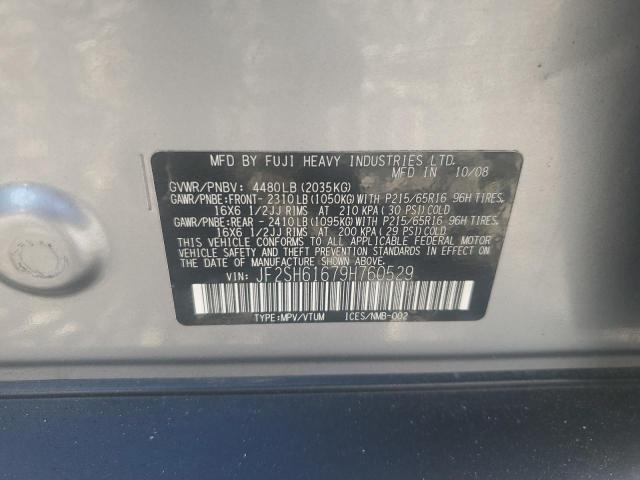 MFD BY FUJI HEAVY INDUSTRIES LTD.
MFD IN 10/08
GVWR/PNBV: 4480LB(2035KG)
GAWR/PNBE:FRONT- 2310LB(1050KG)WITH P215/65R16 96H TIRES,
16X6 1/2JJ RIMS AT 210 KPA(30 PSI)COLD
GAWR/PNBE:REAR - 2410LB(1095KG)WITH P215/65R16 96H TIRES,
16X6 1/2JJ RIMS AT 200 KPA(29 PSI)COLD
THIS VEHICLE CONFORMS TO ALL APPLICABLE FEDERAL MOTOR
VEHICLE SAFETY AND THEFT PREVENTION STANDARDS
IN EFFECT ON THE DATE OF MANUFACTURE SHOWN ABOVE.
VIN: JF2SH61679H760529
TYPE:MPV/VTUM ICES/NMB-002